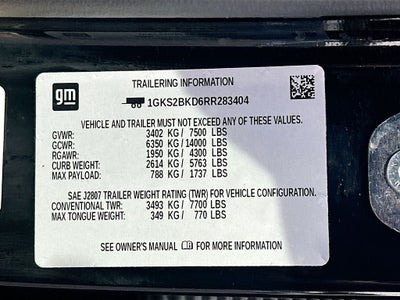 gm
TRAILERING INFORMATION
1GKS2BKD6RR283404
VEHICLE AND TRAILER MUST NOT EXCEED ANY OF THESE VALUES.
GVWR: 3402 KG / 7500 LBS
GCWR: 6350 KG / 14000 LBS
RGAWR: 1950 KG / 4300 LBS
CURB WEIGHT: 2614 KG / 5763 LBS
MAX PAYLOAD: 788 KG / 1737 LBS
SAE J2807 TRAILER WEIGHT RATING (TWR) FOR VEHICLE CONFIGURATION.
CONVENTIONAL TWR: 3493 KG / 7700 LBS
MAX TONGUE WEIGHT: 349 KG / 770 LBS
SEE OWNER'S MANUAL FOR MORE INFORMATION